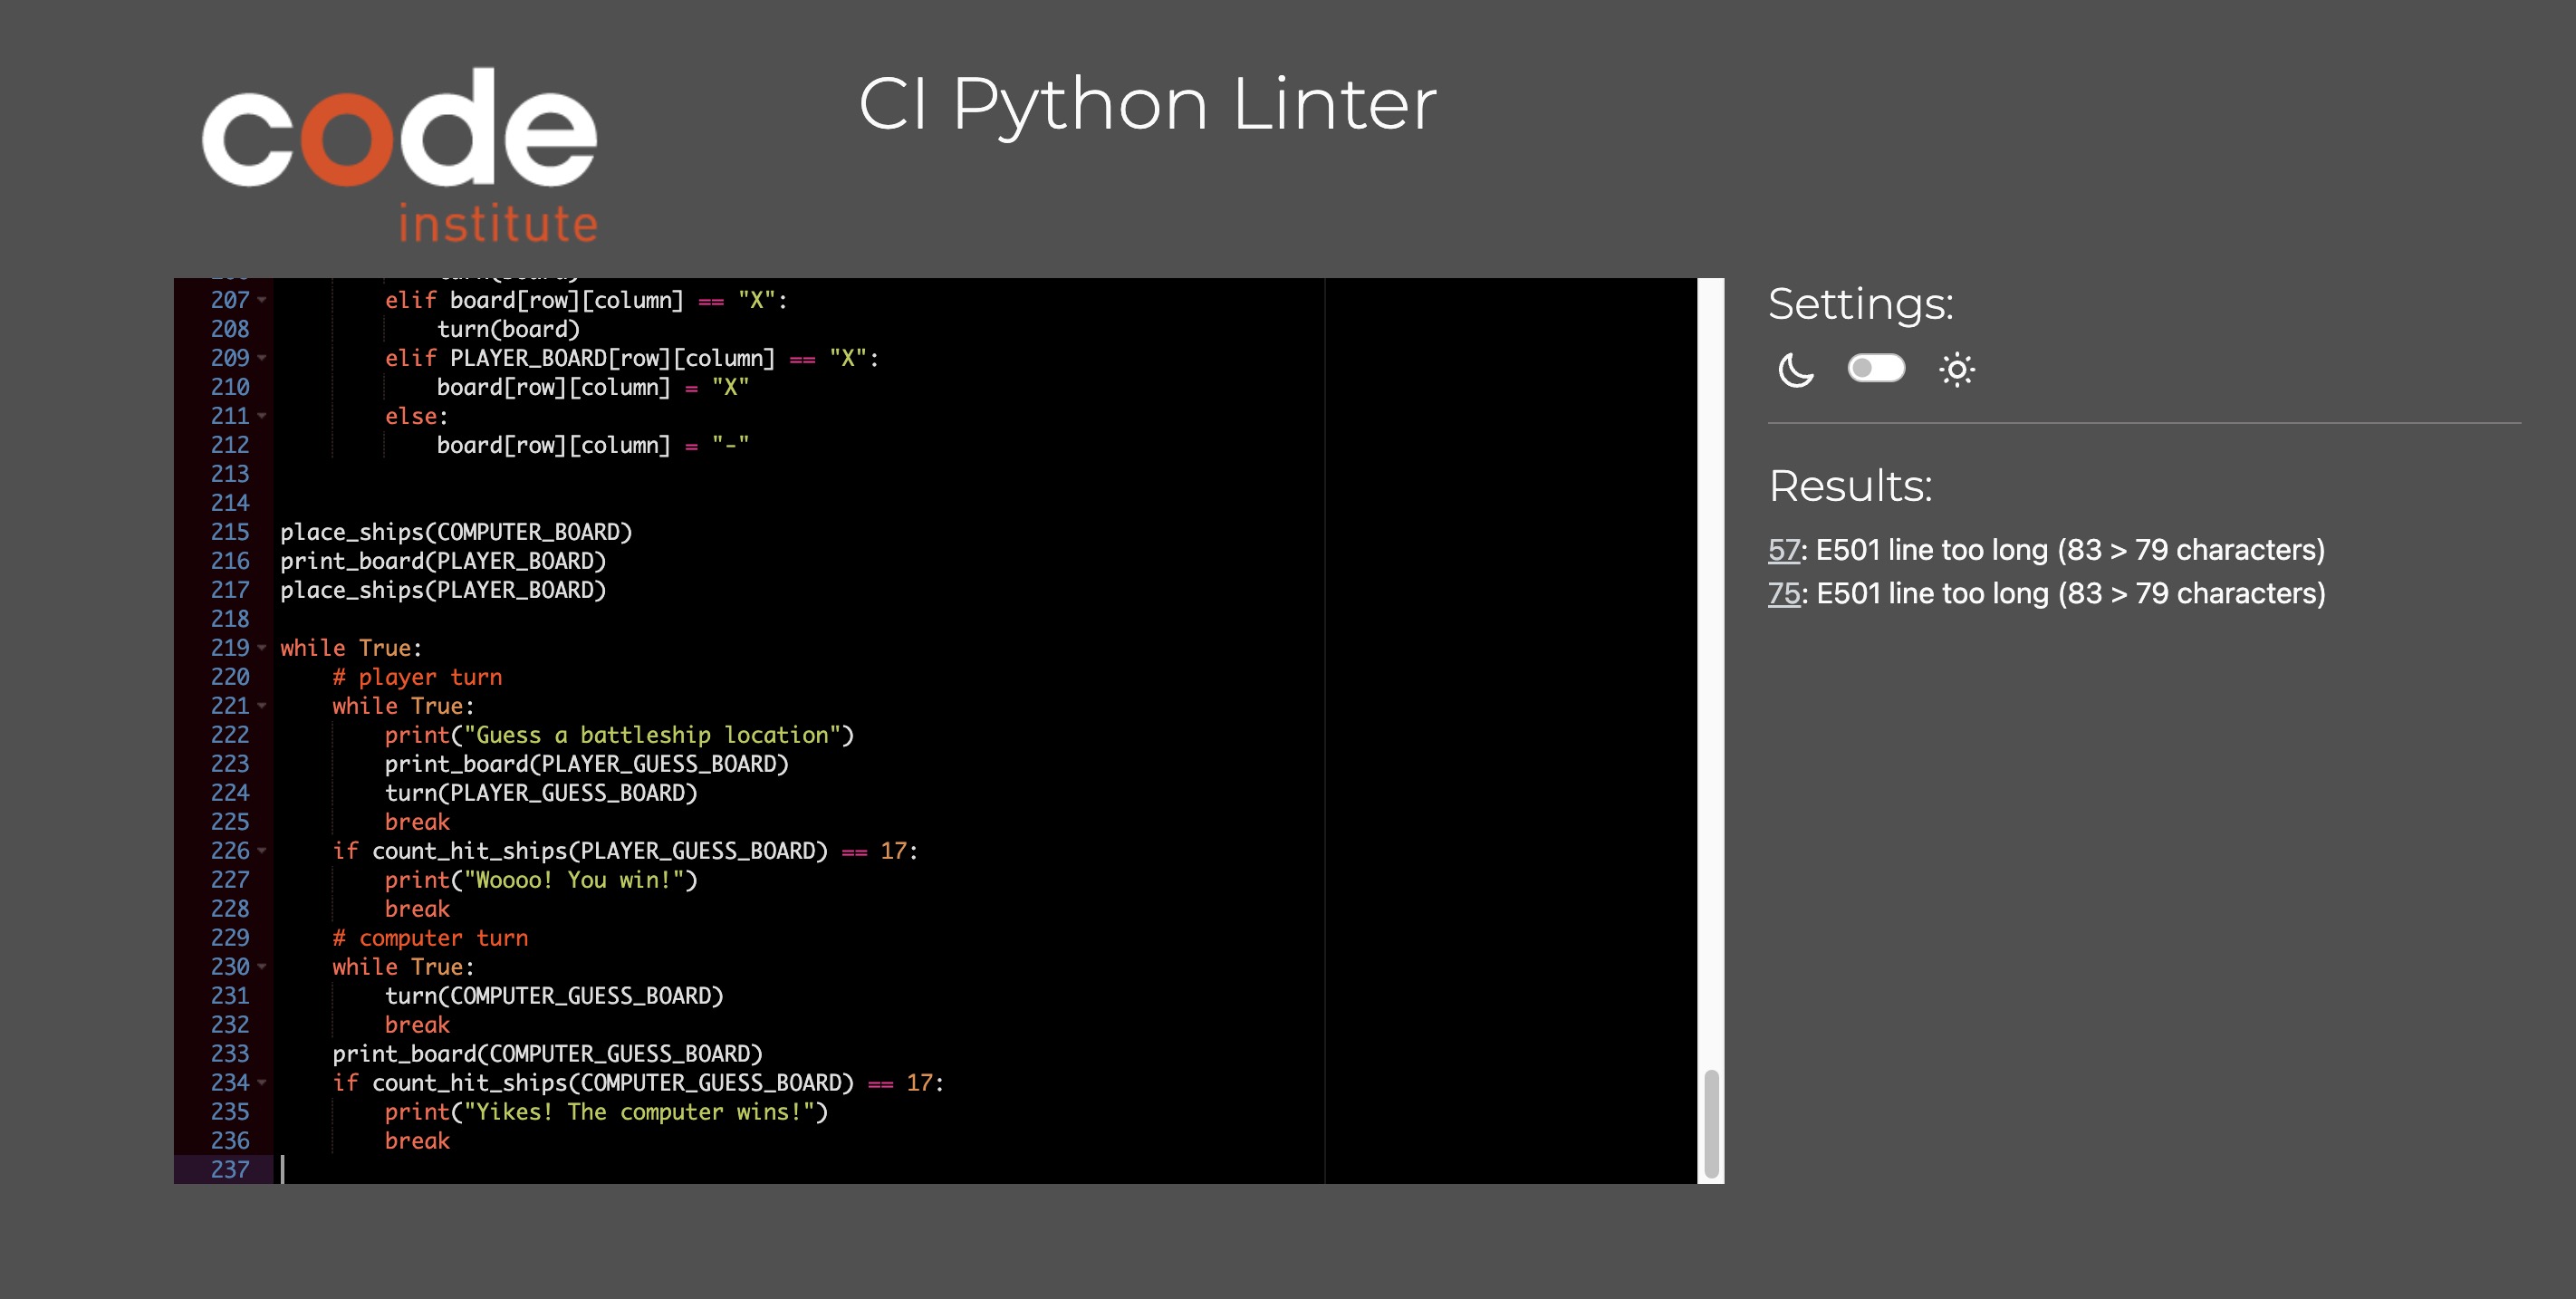 code
institute
CI Python Linter
207 elif board[row][column] == "X":
208 turn(board)
209 elif PLAYER_BOARD[row][column] == "X":
210 board[row][column] = "X"
211 else:
212 board[row][column] = "-"
213
214
215 place_ships(COMPUTER_BOARD)
216 print_board(PLAYER_BOARD)
217 place_ships(PLAYER_BOARD)
218
219 while True:
220 # player turn
221 while True:
222 print("Guess a battleship location")
223 print_board(PLAYER_GUESS_BOARD)
224 turn(PLAYER_GUESS_BOARD)
225 break
226 if count_hit_ships(PLAYER_GUESS_BOARD) == 17:
227 print("Woooo! You win!")
228 break
229 # computer turn
230 while True:
231 turn(COMPUTER_GUESS_BOARD)
232 break
233 print_board(COMPUTER_GUESS_BOARD)
234 if count_hit_ships(COMPUTER_GUESS_BOARD) == 17:
235 print("Yikes! The computer wins!")
236 break
237
Settings:
Results:
57: E501 line too long (83 > 79 characters)
75: E501 line too long (83 > 79 characters)